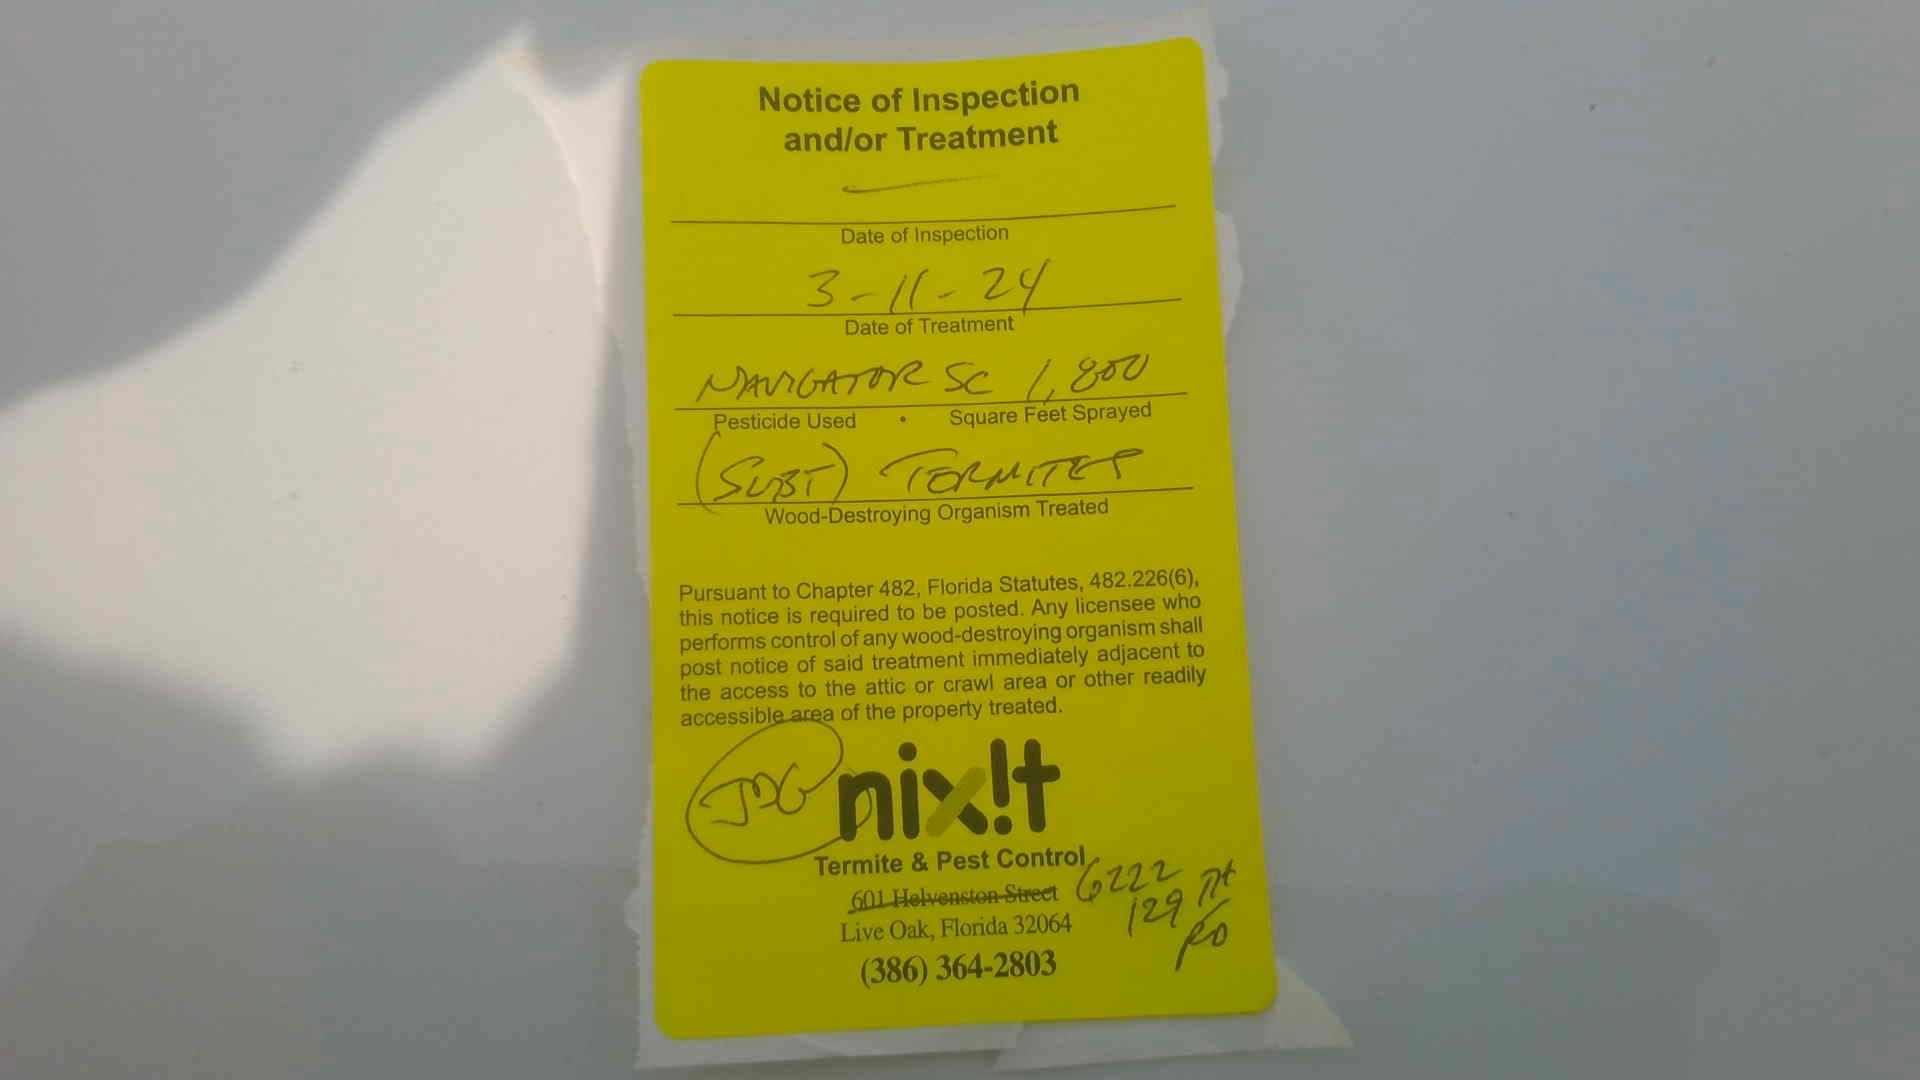 Notice of Inspection
and/or Treatment
Date of Inspection
3-11-24
Date of Treatment
NAVIGATOR SC 1,800
Pesticide Used • Square Feet Sprayed
(SUBT) TERMITES
Wood-Destroying Organism Treated
Pursuant to Chapter 482, Florida Statutes, 482.226(6),
this notice is required to be posted. Any licensee who
performs control of any wood-destroying organism shall
post notice of said treatment immediately adjacent to
the access to the attic or crawl area or other readily
accessible area of the property treated.
JDG
nix!t
Termite & Pest Control
601 Helvenston Street
6222
129th
RD
Live Oak, Florida 32064
(386) 364-2803